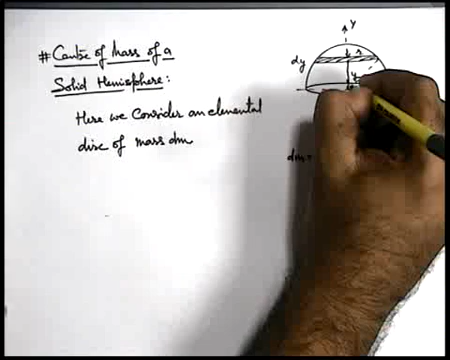 # Centre of Mass of a
Solid Hemisphere:
Here we Consider an elemental
disc of mass dm
y
dy
r
y
dm =